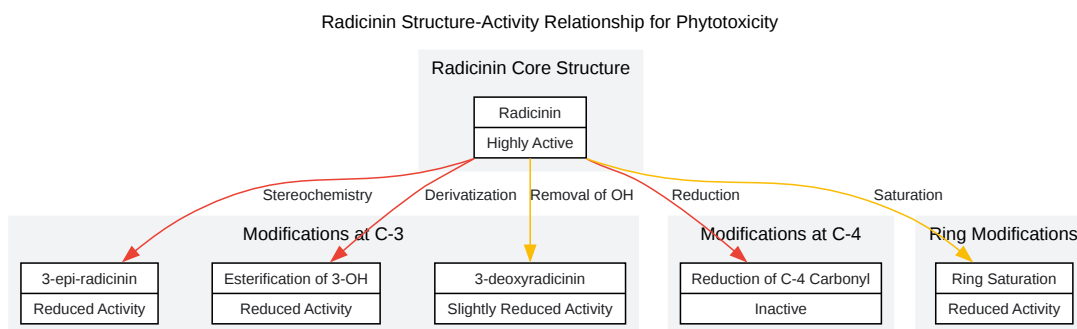 Radicinin Structure-Activity Relationship for Phytotoxicity
Radicinin Core Structure
Radicinin
Highly Active
Stereochemistry
Derivatization
Removal of OH
Reduction
Saturation
Modifications at C-3
Modifications at C-4
Ring Modifications
3-epi-radicinin
Reduced Activity
Esterification of 3-OH
Reduced Activity
3-deoxyradicinin
Slightly Reduced Activity
Reduction of C-4 Carbonyl
Inactive
Ring Saturation
Reduced Activity